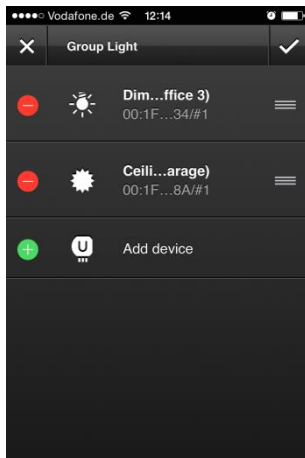 Vodafone.de 12:14
Group Light
Dim...ffice 3)
00:1F...34/#1
Ceili...arage)
00:1F...8A/#1
U
Add device